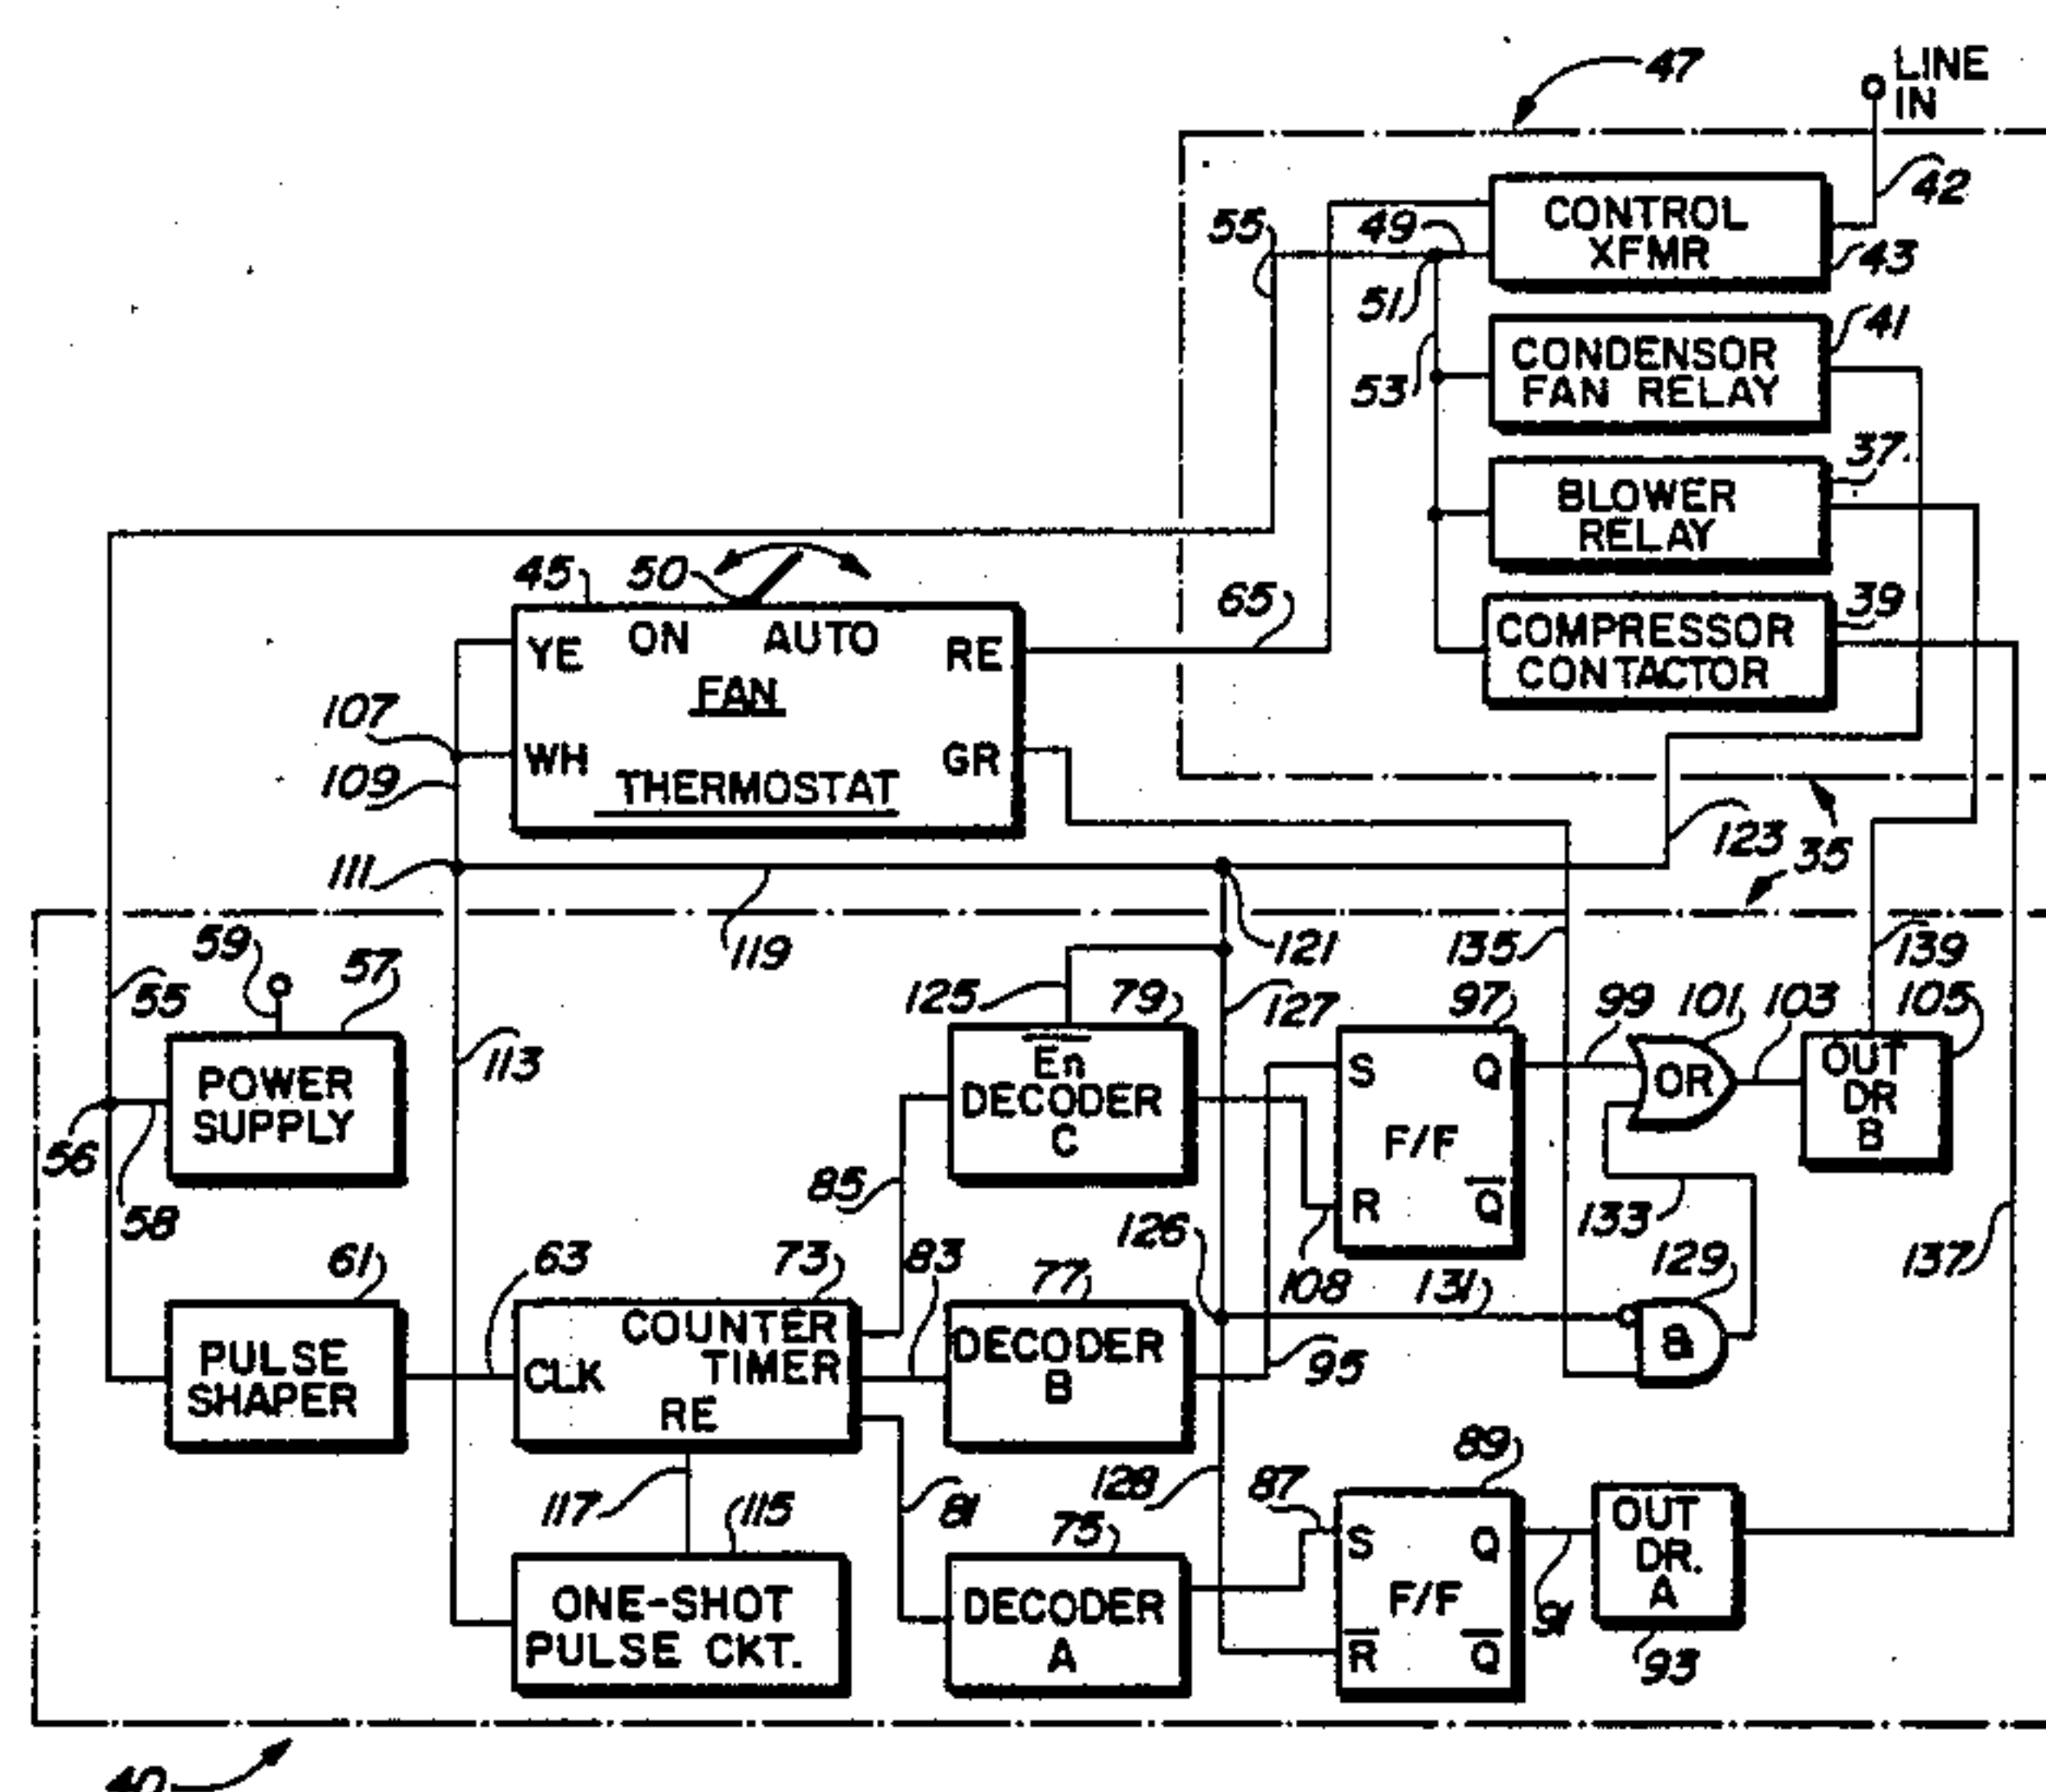 47
LINE
IN
42
CONTROL
XFMR
43
55
49
51
41
CONDENSOR
FAN RELAY
53
37
BLOWER
RELAY
45
50
65
39
COMPRESSOR
CONTACTOR
YE
ON
AUTO
RE
FAN
107
WH
GR
109
THERMOSTAT
123
35
111
119
121
135
139
59
57
55
125
79
127
97
99
101
103
105
113
POWER
SUPPLY
En
DECODER
C
S
Q
OR
OUT
DR
B
56
58
85
F/F
R
Q
126
133
137
61
63
73
83
77
108
131
129
PULSE
SHAPER
CLK
COUNTER
TIMER
RE
DECODER
B
95
&
117
115
81
75
128
87
89
ONE-SHOT
PULSE CKT.
DECODER
A
S
Q
F/F
R
Q
91
OUT
DR.
A
93
40